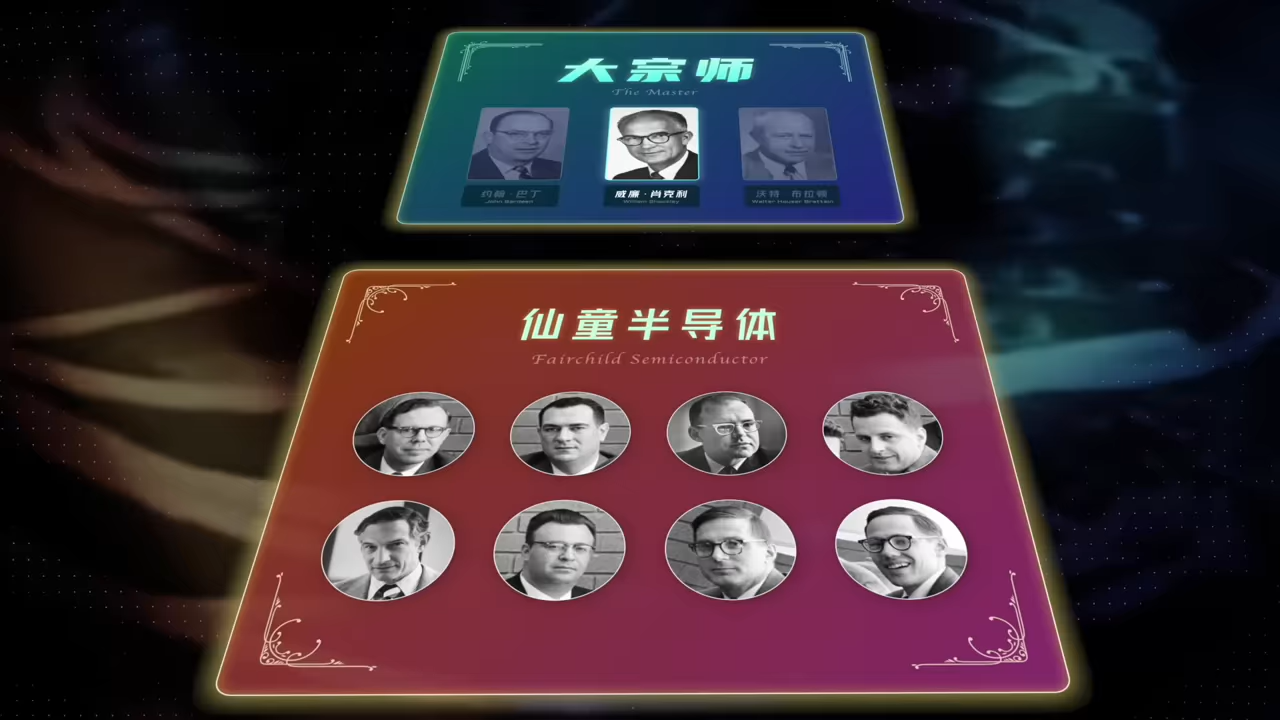 大宗师
The Master
约翰·巴丁
John Bardeen
威廉·肖克利
William Shockley
沃特·布拉顿
Walter Houser Brattain
仙童半导体
Fairchild Semiconductor